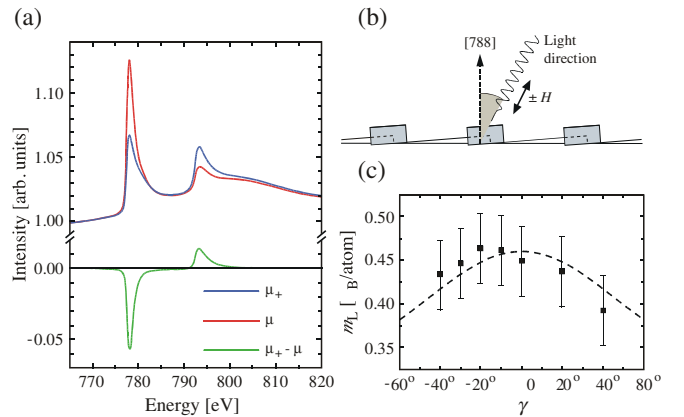 (a)
1.10
1.05
1.00
0.00
-0.05
Intensity [arb. units]
μ+
μ
μ+ - μ
770 780 790 800 810 820
Energy [eV]
(b)
[788]
Light
direction
± H
(c)
0.50
0.45
0.40
0.35
mL [ B/atom]
-60° -40° -20° 0 20° 40° 80°
γ